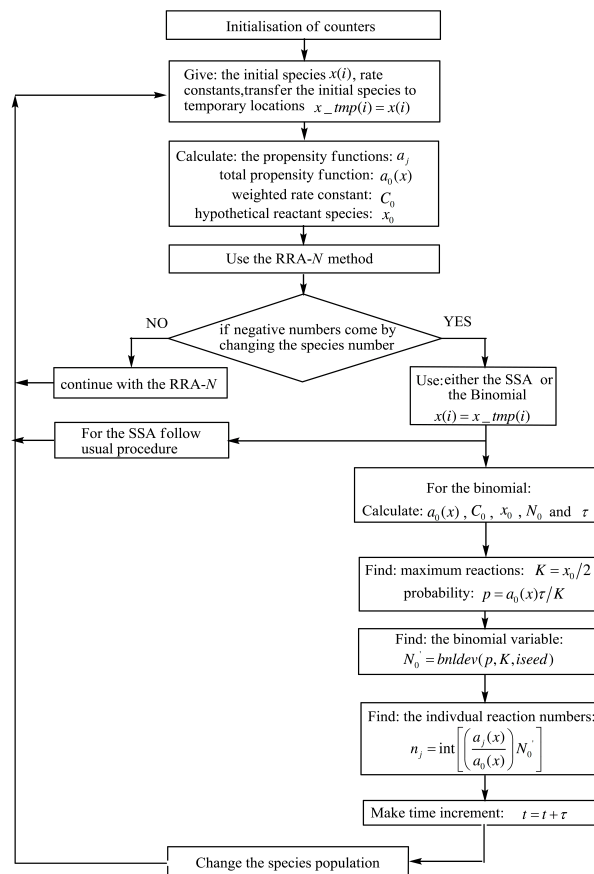 Initialisation of counters
Give: the initial species x(i), rate
constants,transfer the initial species to
temporary locations x_tmp(i) = x(i)
Calculate: the propensity functions: a_j
total propensity function: a_0(x)
weighted rate constant: C_0
hypothetical reactant species: x_0
Use the RRA-N method
NO
if negative numbers come by
changing the species number
YES
continue with the RRA-N
Use:either the SSA or
the Binomial
x(i) = x_tmp(i)
For the SSA follow
usual procedure
For the binomial:
Calculate: a_0(x) , C_0 , x_0 , N_0 and τ
Find: maximum reactions: K = x_0/2
probability: p = a_0(x)τ/K
Find: the binomial variable:
N_0' = bnldev(p, K, iseed)
Find: the indivdual reaction numbers:
n_j = int[(a_j(x)/a_0(x)) N_0']
Make time increment: t = t + τ
Change the species population